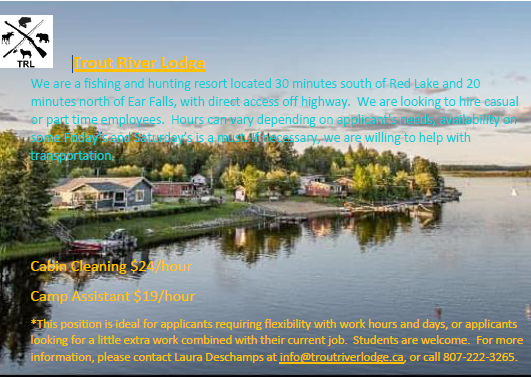 TRL
Trout River Lodge
We are a fishing and hunting resort located 30 minutes south of Red Lake and 20
minutes north of Ear Falls, with direct access off highway.  We are looking to hire casual
or part time employees.  Hours can vary depending on applicant's needs, availability on
some Friday's and Saturday's is a must. If necessary, we are willing to help with
transportation.
Cabin Cleaning $24/hour
Camp Assistant $19/hour
*This position is ideal for applicants requiring flexibility with work hours and days, or applicants
looking for a little extra work combined with their current job.  Students are welcome.  For more
information, please contact Laura Deschamps at info@troutriverlodge.ca, or call 807-222-3265.